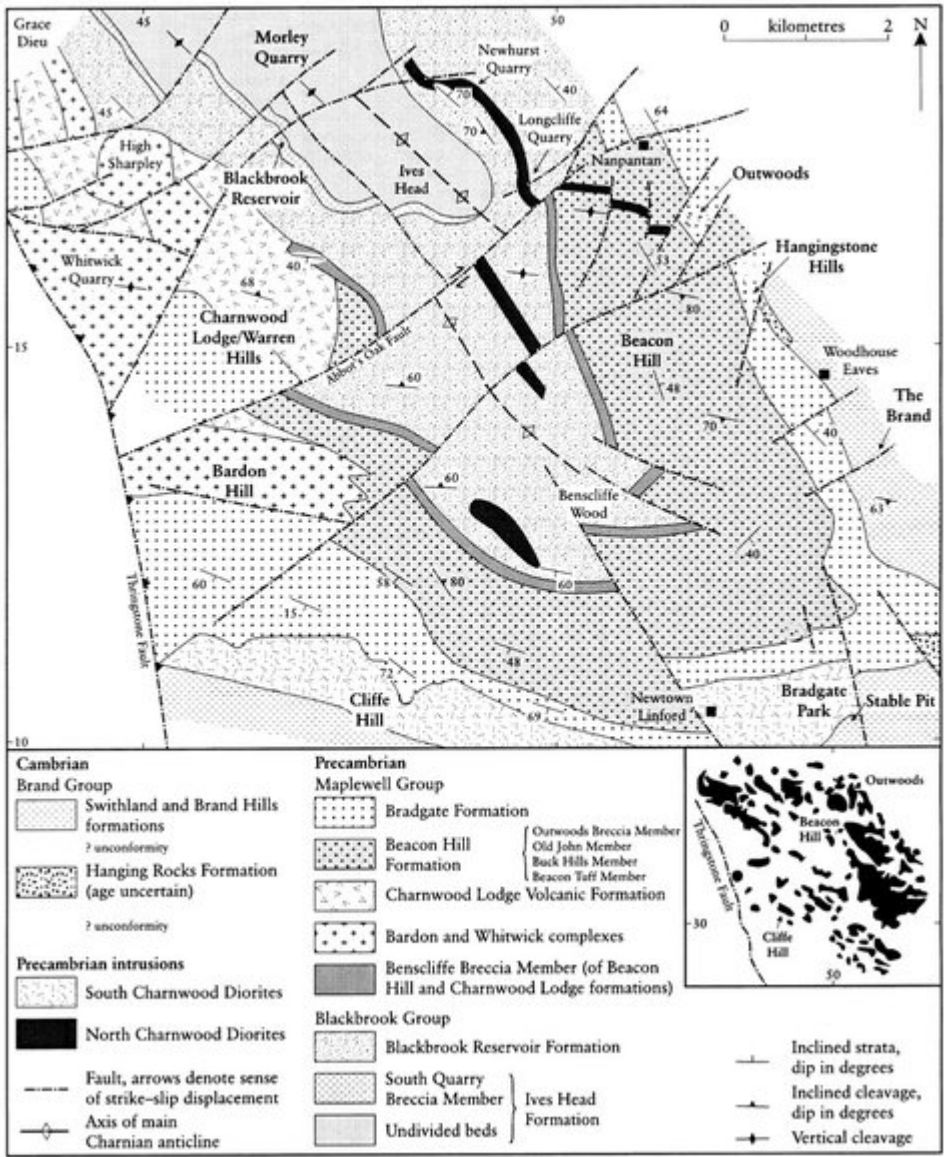 Grace
Dieu
45
Morley
Quarry
50
0 kilometres 2
N
Newhurst
Quarry
70
40
45
High
Sharpley
Longcliffe
Quarry
64
70
Ives
Head
Nanpantan
Blackbrook
Reservoir
Outwoods
Whitwick
Quarry
40
53
Hangingstone
Hills
68
80
Charnwood
Lodge/Warren
Hills
15
Abbot's Oak Fault
Beacon
Hill
Woodhouse
Eaves
60
48
The
Brand
70
40
Bardon
Hill
60
Benscliffe
Wood
63
40
Thringstone Fault
60
58
80
60
15
48
72
Cliffe
Hill
69
Newtown
Linford
Bradgate
Park
Stable Pit
10
Cambrian
Brand Group
Swithland and Brand Hills
formations
? unconformity
Hanging Rocks Formation
(age uncertain)
? unconformity
Precambrian intrusions
South Charnwood Diorites
North Charnwood Diorites
Fault, arrows denote sense
of strike–slip displacement
Axis of main
Charnian anticline
Precambrian
Maplewell Group
Bradgate Formation
Beacon Hill
Formation
Outwoods Breccia Member
Old John Member
Buck Hills Member
Beacon Tuff Member
Charnwood Lodge Volcanic Formation
Bardon and Whitwick complexes
Benscliffe Breccia Member (of Beacon
Hill and Charnwood Lodge formations)
Blackbrook Group
Blackbrook Reservoir Formation
South Quarry
Breccia Member
Undivided beds
Ives Head
Formation
Outwoods
Beacon
Hill
Thringstone Fault
30
Cliffe
Hill
50
Inclined strata,
dip in degrees
Inclined cleavage,
dip in degrees
Vertical cleavage